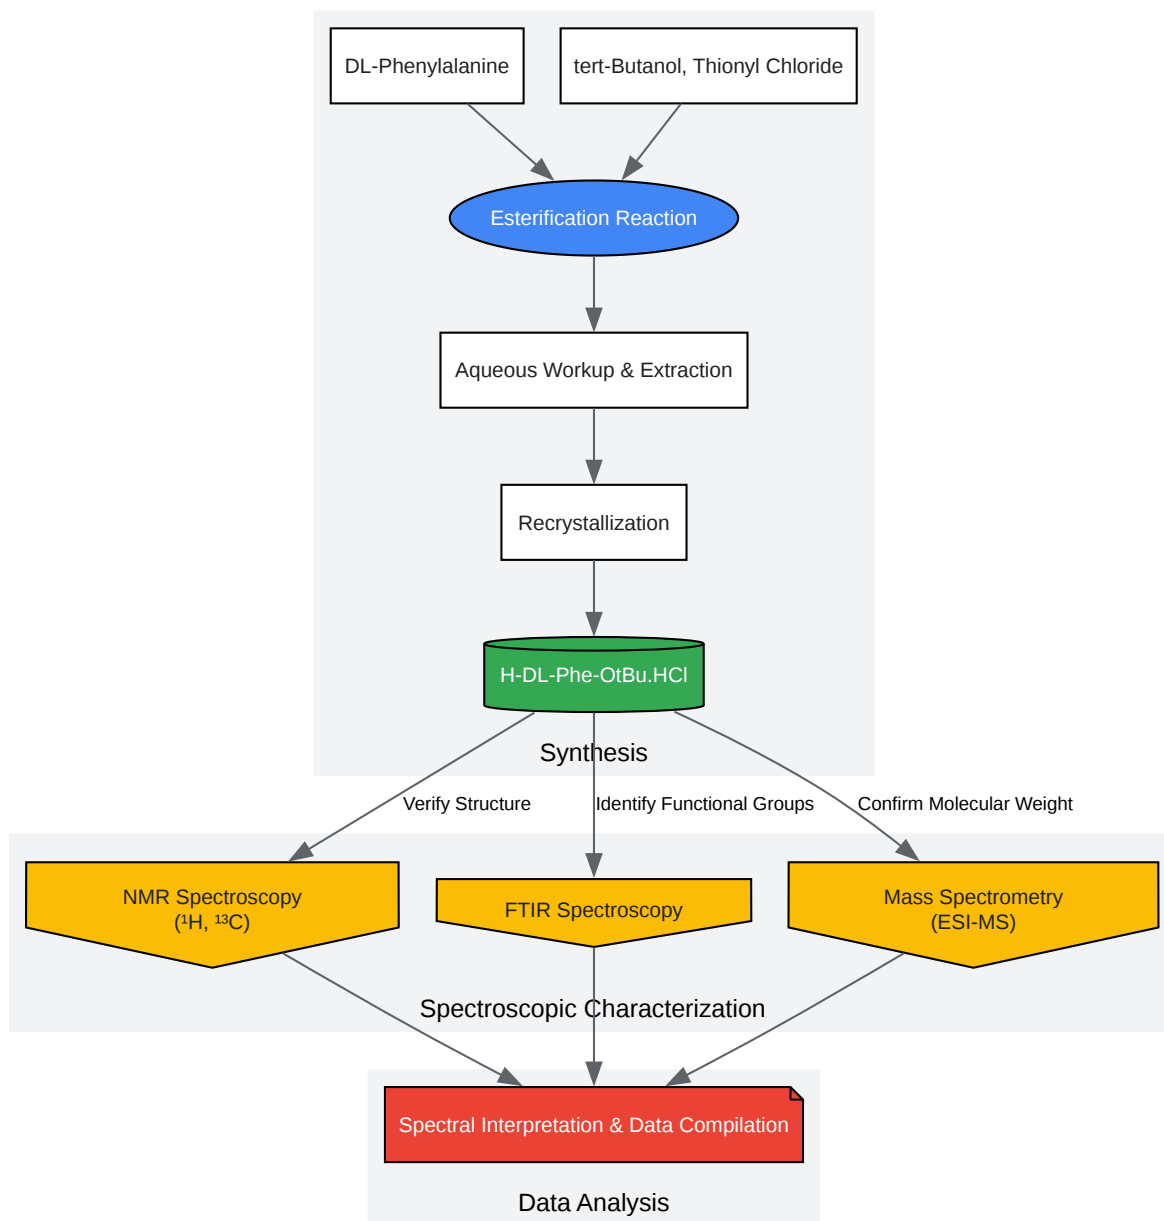 DL-Phenylalanine
tert-Butanol, Thionyl Chloride
Esterification Reaction
Aqueous Workup & Extraction
Recrystallization
H-DL-Phe-OtBu.HCl
Synthesis
Verify Structure
Identify Functional Groups
Confirm Molecular Weight
NMR Spectroscopy
(¹H, ¹³C)
FTIR Spectroscopy
Mass Spectrometry
(ESI-MS)
Spectroscopic Characterization
Spectral Interpretation & Data Compilation
Data Analysis